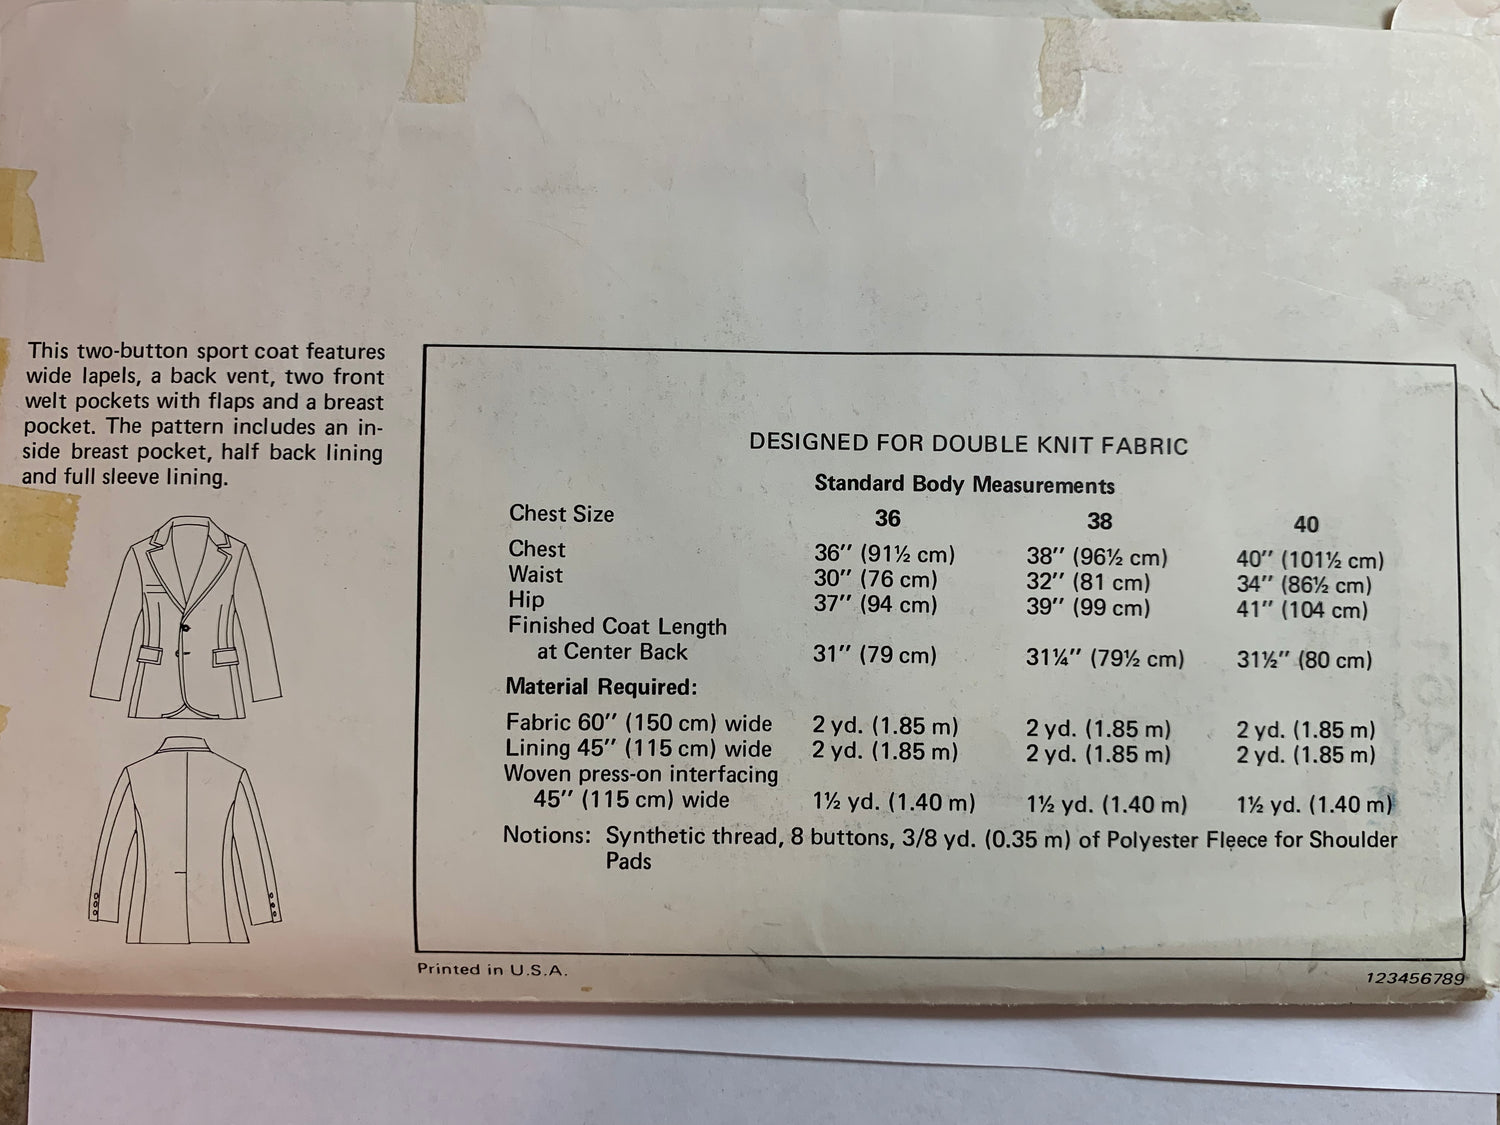 This two-button sport coat features
wide lapels, a back vent, two front
welt pockets with flaps and a breast
pocket. The pattern includes an in-
side breast pocket, half back lining
and full sleeve lining.
DESIGNED FOR DOUBLE KNIT FABRIC
Standard Body Measurements
Chest Size 36 38 40
Chest 36″ (91½ cm) 38″ (96½ cm) 40″ (101½ cm)
Waist 30″ (76 cm) 32″ (81 cm) 34″ (86½ cm)
Hip 37″ (94 cm) 39″ (99 cm) 41″ (104 cm)
Finished Coat Length
at Center Back 31″ (79 cm) 31¼″ (79½ cm) 31½″ (80 cm)
Material Required:
Fabric 60″ (150 cm) wide 2 yd. (1.85 m) 2 yd. (1.85 m) 2 yd. (1.85 m)
Lining 45″ (115 cm) wide 2 yd. (1.85 m) 2 yd. (1.85 m) 2 yd. (1.85 m)
Woven press-on interfacing
45″ (115 cm) wide 1½ yd. (1.40 m) 1½ yd. (1.40 m) 1½ yd. (1.40 m)
Notions: Synthetic thread, 8 buttons, 3/8 yd. (0.35 m) of Polyester Fleece for Shoulder
Pads
Printed in U.S.A.
123456789